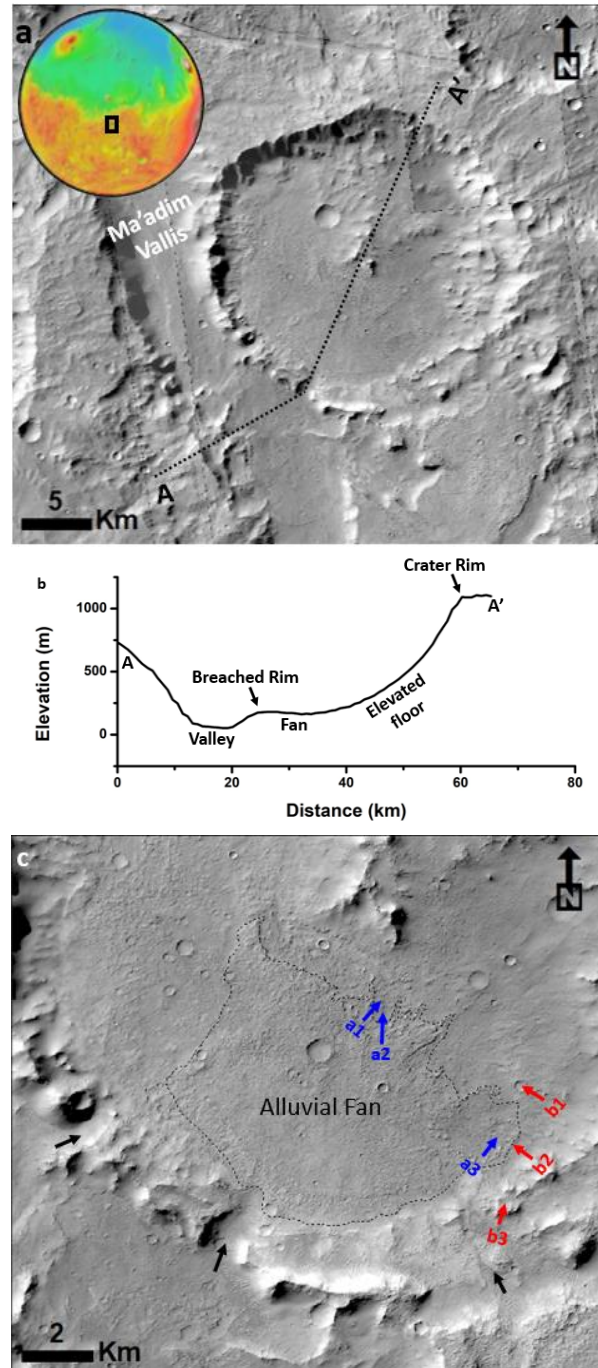 a
N
A'
Ma'adim
Vallis
A
5 Km
b
Crater Rim
A'
1000
Elevation (m)
A
Breached Rim
500
Elevated
floor
Fan
Valley
0
0 20 40 60 80
Distance (km)
c
N
a1
a2
b1
Alluvial Fan
a3
b2
b3
2 Km